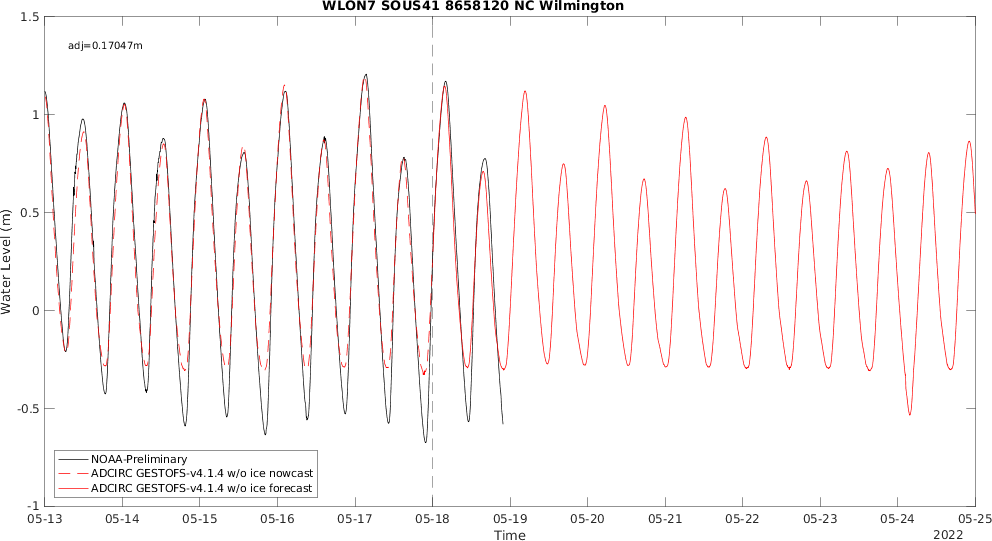 WLON7 SOUS41 8658120 NC Wilmington
adj=0.17047m
1.5
1
0.5
0
-0.5
-1
Water Level (m)
NOAA-Preliminary
ADCIRC GESTOFS-v4.1.4 w/o ice nowcast
ADCIRC GESTOFS-v4.1.4 w/o ice forecast
05-13 05-14 05-15 05-16 05-17 05-18 05-19 05-20 05-21 05-22 05-23 05-24 05-25
Time
2022